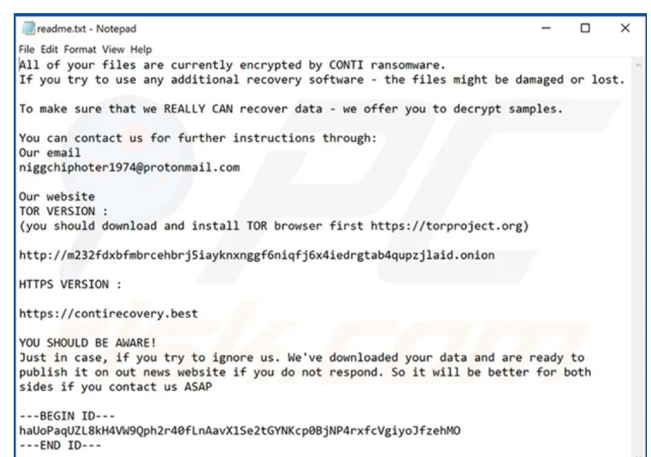 readme.txt - Notepad
File Edit Format View Help
All of your files are currently encrypted by CONTI ransomware.
If you try to use any additional recovery software - the files might be damaged or lost.
To make sure that we REALLY CAN recover data - we offer you to decrypt samples.
You can contact us for further instructions through:
Our email
niggchiphoter1974@protonmail.com
Our website
TOR VERSION :
(you should download and install TOR browser first https://torproject.org)
http://m232fdxbfmbrcehbrj5iayknxnggf6niqfj6x4iedrgtab4qupzjlaid.onion
HTTPS VERSION :
https://contirecovery.best
YOU SHOULD BE AWARE!
Just in case, if you try to ignore us. We've downloaded your data and are ready to
publish it on out news website if you do not respond. So it will be better for both
sides if you contact us ASAP
---BEGIN ID---
haUoPaqUZL8kH4VW9Qph2r40fLnAavX1Se2tGYNKcp0BjNP4rxfcVgiyoJfzehMO
---END ID---
PC
risk.com